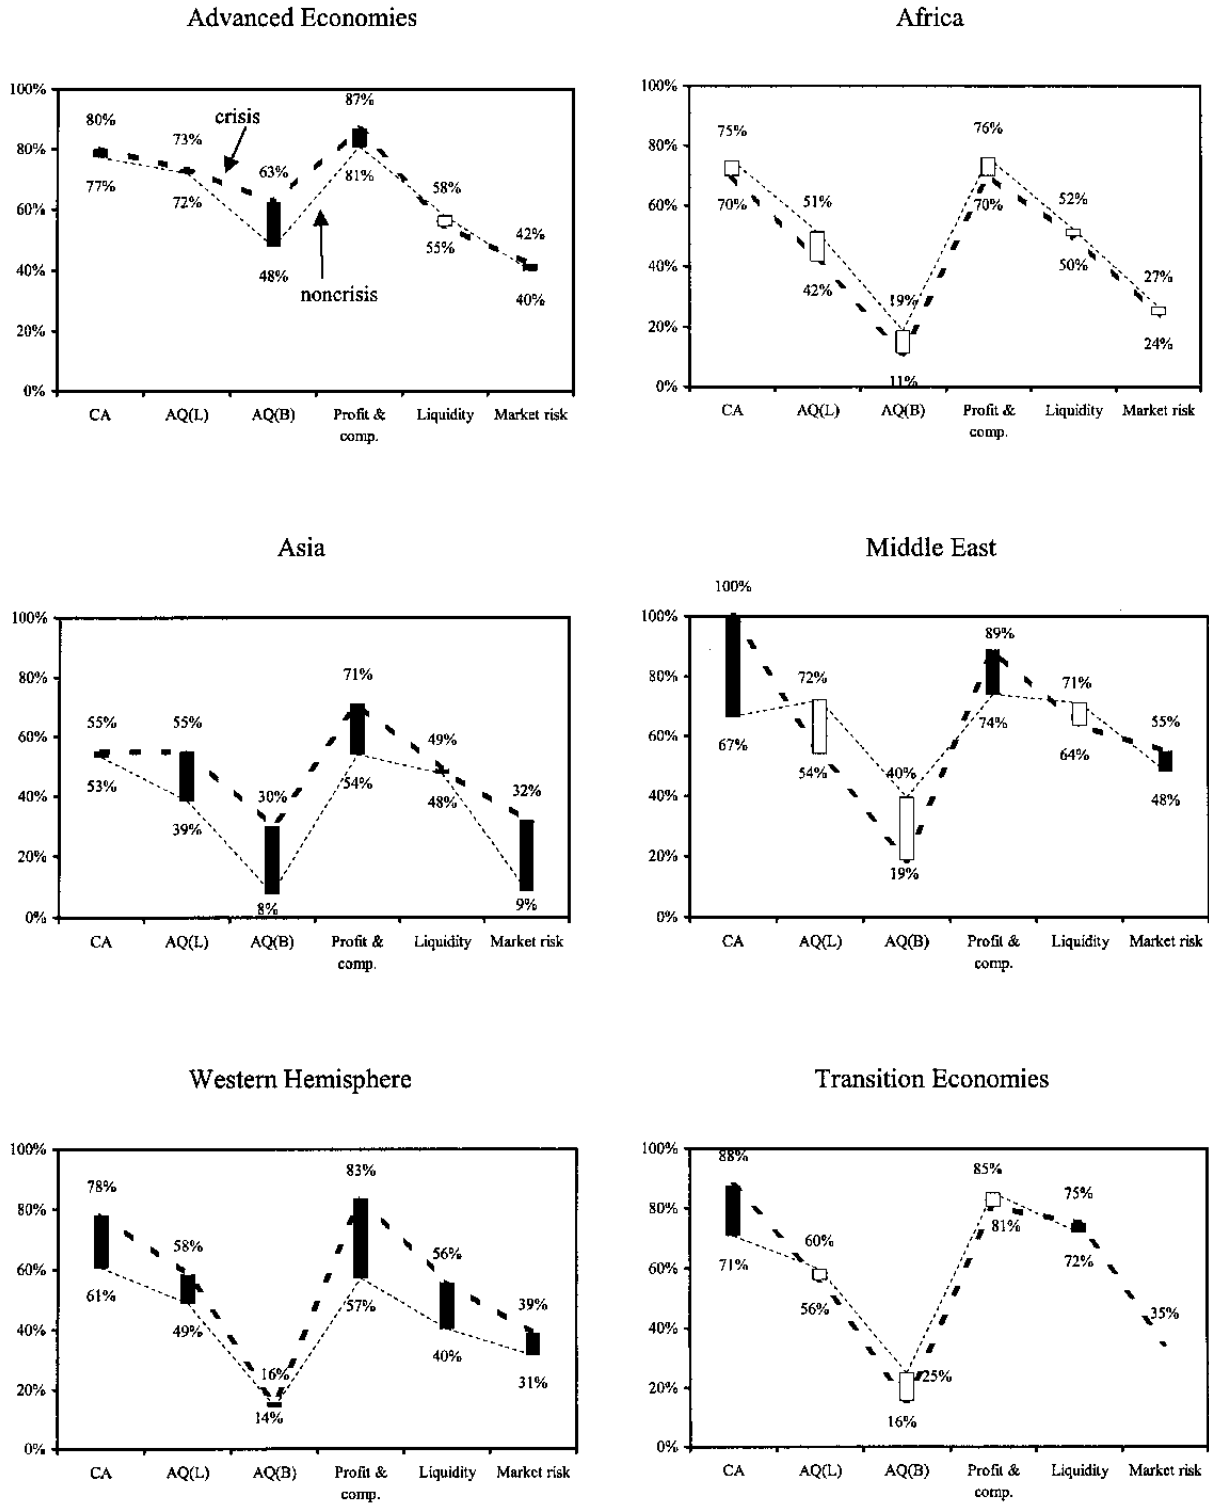 Advanced Economies
100%
80%
60%
40%
20%
0%
80%
77%
73%
72%
crisis
63%
48%
87%
81%
noncrisis
58%
55%
42%
40%
CA
AQ(L)
AQ(B)
Profit &
comp.
Liquidity
Market risk
Africa
100%
80%
60%
40%
20%
0%
75%
70%
51%
42%
19%
11%
76%
70%
52%
50%
27%
24%
CA
AQ(L)
AQ(B)
Profit &
comp.
Liquidity
Market risk
Asia
100%
80%
60%
40%
20%
0%
55%
53%
55%
39%
30%
8%
71%
54%
49%
48%
32%
9%
CA
AQ(L)
AQ(B)
Profit &
comp.
Liquidity
Market risk
Middle East
100%
80%
60%
40%
20%
0%
100%
67%
72%
54%
40%
19%
89%
74%
71%
64%
55%
48%
CA
AQ(L)
AQ(B)
Profit &
comp.
Liquidity
Market risk
Western Hemisphere
100%
80%
60%
40%
20%
0%
78%
61%
58%
49%
16%
14%
83%
57%
56%
40%
39%
31%
CA
AQ(L)
AQ(B)
Profit &
comp.
Liquidity
Market risk
Transition Economies
100%
80%
60%
40%
20%
0%
88%
71%
60%
56%
25%
16%
85%
81%
75%
72%
35%
CA
AQ(L)
AQ(B)
Profit &
comp.
Liquidity
Market risk